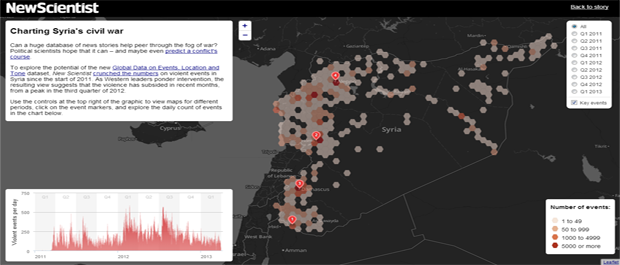 NewScientist
Back to story
Charting Syria's civil war
Can a huge database of news stories help peer through the fog of war?
Political scientists hope that it can – and maybe even predict a conflict's
course.
To explore the potential of the new Global Data on Events, Location and
Tone dataset, New Scientist crunched the numbers on violent events in
Syria since the start of 2011. As Western leaders ponder intervention, the
resulting view suggests that the violence has subsided in recent months,
from a peak in the third quarter of 2012.
Use the controls at the top right of the graphic to view maps for different
periods, click on the event markers, and explore the daily count of events
in the chart below.
+
−
All
Q1 2011
Q2 2011
Q3 2011
Q4 2011
Q1 2012
Q2 2012
Q3 2012
Q4 2012
Q1 2013
Key events
Adana
Cyprus
Syria
Republic
of Lebanon
West Bank
Amman
Violent events per day
750
500
250
0
2011
2012
2013
Number of events:
1 to 49
50 to 999
1000 to 4999
5000 or more
Leaflet